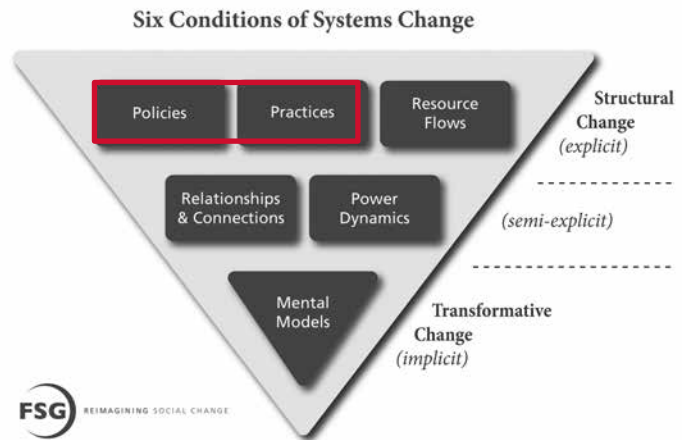 Six Conditions of Systems Change
Policies
Practices
Resource
Flows
Structural
Change
(explicit)
Relationships
& Connections
Power
Dynamics
(semi-explicit)
Mental
Models
Transformative
Change
(implicit)
FSG
REIMAGINING SOCIAL CHANGE